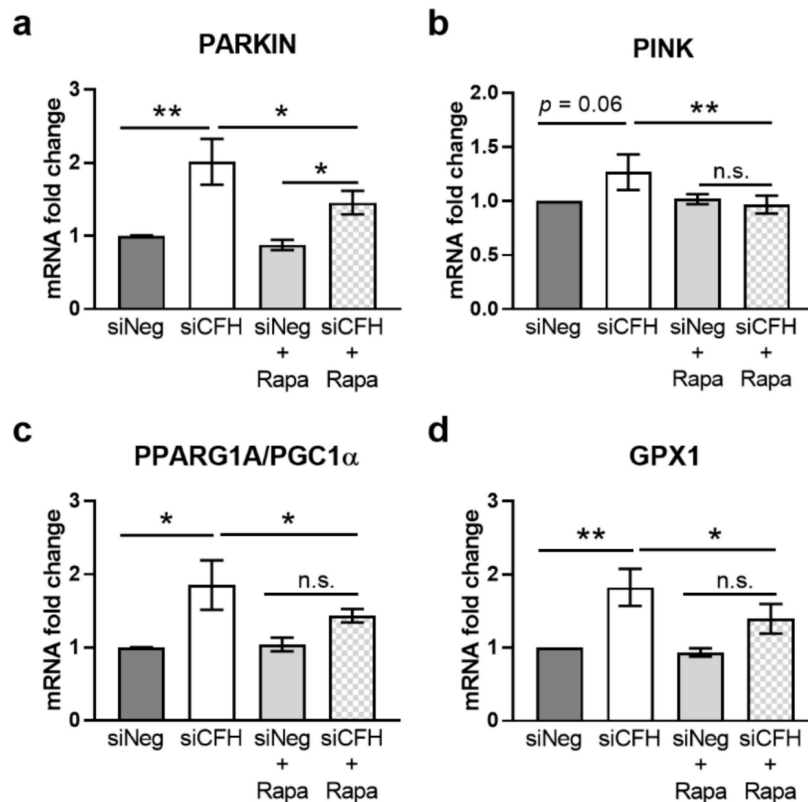 a
PARKIN
mRNA fold change
3
2
1
0
**
*
*
siNeg
siCFH
siNeg
+
Rapa
siCFH
+
Rapa
b
PINK
mRNA fold change
2.0
1.5
1.0
0.5
0.0
p = 0.06
**
n.s.
siNeg
siCFH
siNeg
+
Rapa
siCFH
+
Rapa
c
PPARG1A/PGC1α
mRNA fold change
3
2
1
0
*
*
n.s.
siNeg
siCFH
siNeg
+
Rapa
siCFH
+
Rapa
d
GPX1
mRNA fold change
3
2
1
0
**
*
n.s.
siNeg
siCFH
siNeg
+
Rapa
siCFH
+
Rapa